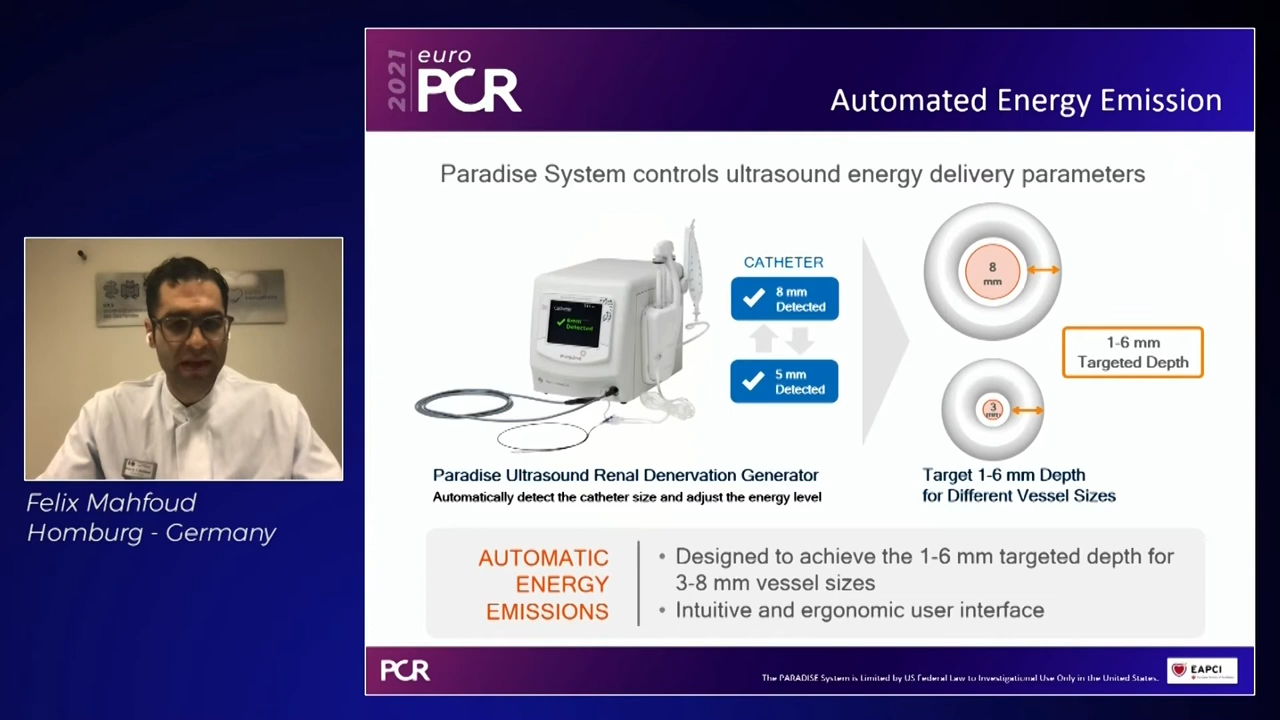 2021
euro
PCR
Automated Energy Emission
Paradise System controls ultrasound energy delivery parameters
CATHETER
8 mm
Detected
5 mm
Detected
Detected
8
mm
3
mm
1-6 mm
Targeted Depth
Paradise Ultrasound Renal Denervation Generator
Automatically detect the catheter size and adjust the energy level
Target 1-6 mm Depth
for Different Vessel Sizes
AUTOMATIC
ENERGY
EMISSIONS
• Designed to achieve the 1-6 mm targeted depth for
3-8 mm vessel sizes
• Intuitive and ergonomic user interface
Felix Mahfoud
Homburg - Germany
PCR
The PARADISE System is Limited by US Federal Law to Investigational Use Only in the United States.
EAPCI